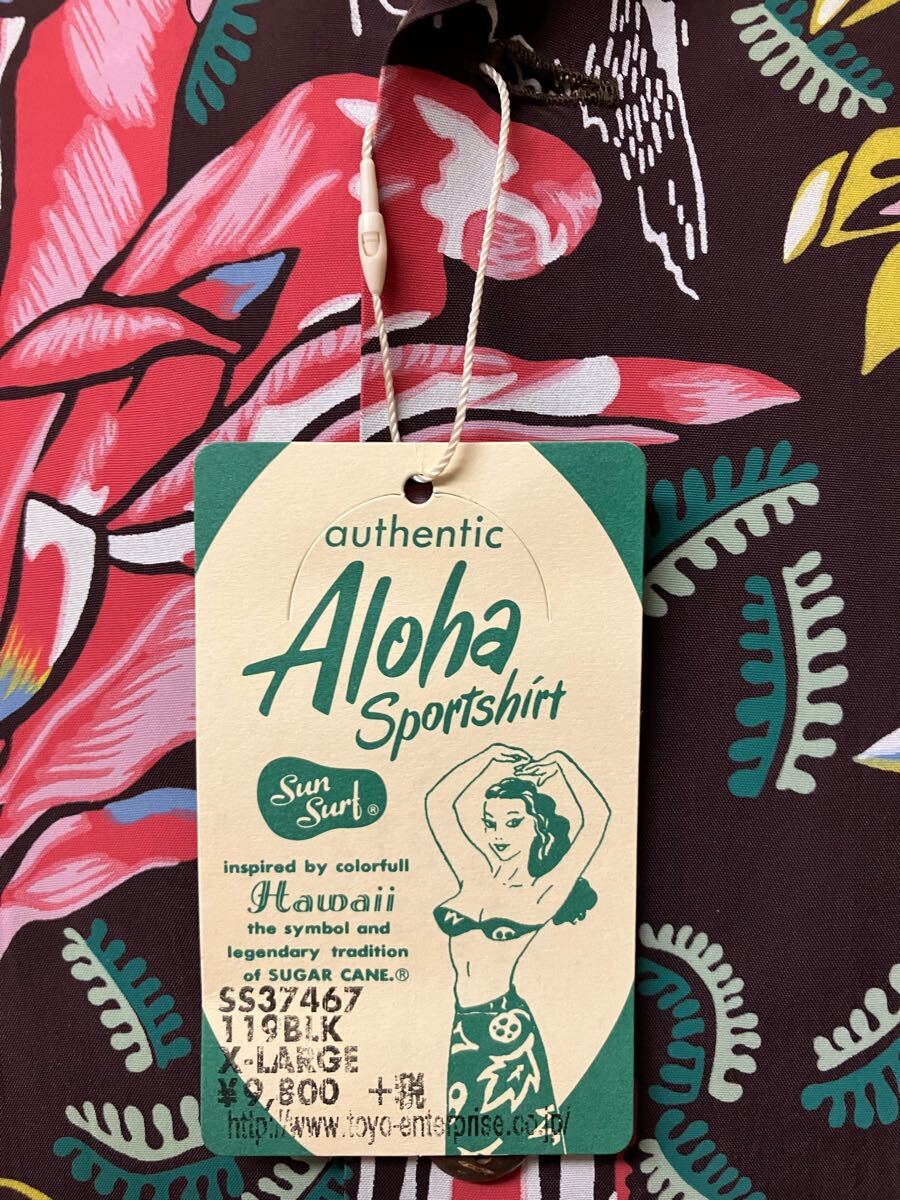 authentic
Aloha
Sportshirt
Sun
Surf®
inspired by colorfull
Hawaii
the symbol and
legendary tradition
of SUGAR CANE.®
SS37467
119BLK
X-LARGE
¥9,800 +税
http://www.toyo-enterprise.co.jp/